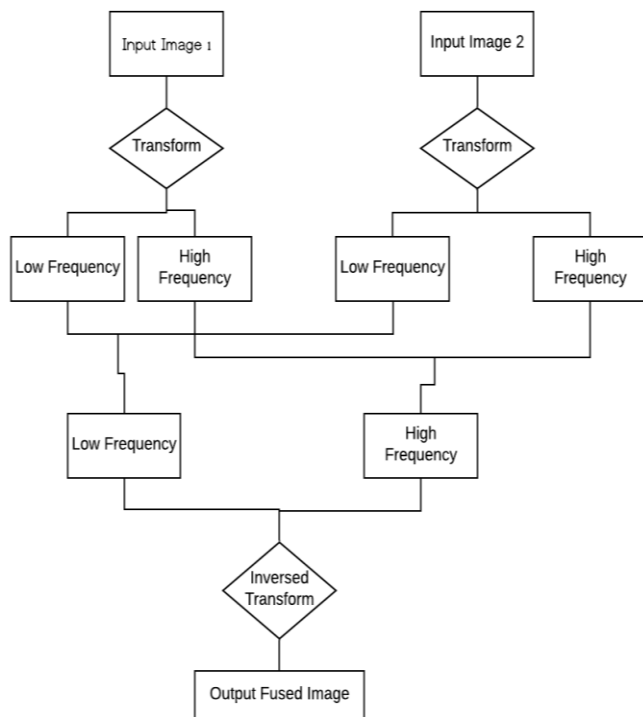 Input Image 1
Input Image 2
Transform
Transform
Low Frequency
High
Frequency
Low Frequency
High
Frequency
Low Frequency
High
Frequency
Inversed
Transform
Output Fused Image